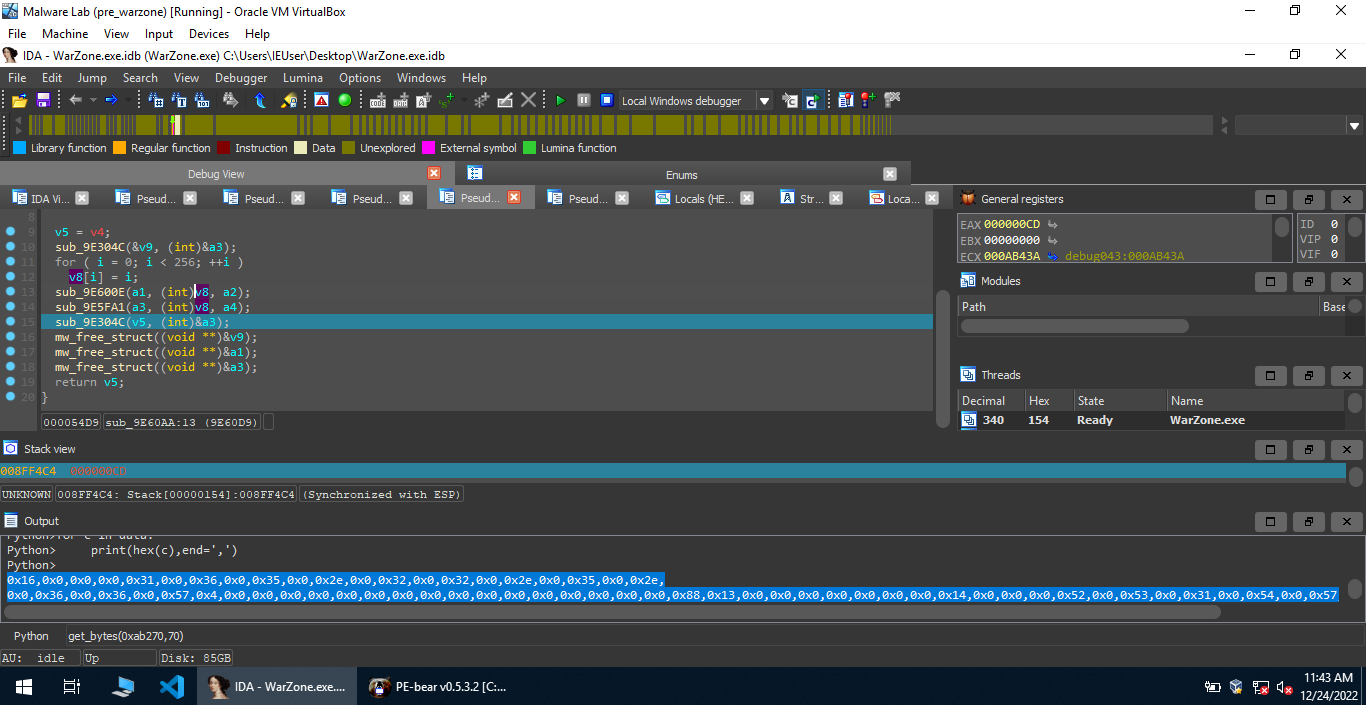 Malware Lab (pre_warzone) [Running] - Oracle VM VirtualBox
File Machine View Input Devices Help
IDA - WarZone.exe.idb (WarZone.exe) C:\Users\IEUser\Desktop\WarZone.exe.idb
File Edit Jump Search View Debugger Lumina Options Windows Help
Local Windows debugger
Library function Regular function Instruction Data Unexplored External symbol Lumina function
Debug View Enums
IDA Vi... Pseud... Pseud... Pseud... Pseud... Pseud... Locals (HE... Str... Loca...
General registers
8
9 v5 = v4;
10 sub_9E304C(&v9, (int)&a3);
11 for ( i = 0; i < 256; ++i )
12 v8[i] = i;
13 sub_9E600E(a1, (int)v8, a2);
14 sub_9E5FA1(a3, (int)v8, a4);
15 sub_9E304C(v5, (int)&a3);
16 mw_free_struct((void **)&v9);
17 mw_free_struct((void **)&a1);
18 mw_free_struct((void **)&a3);
19 return v5;
20 }
000054D9 sub_9E60AA:13 (9E60D9)
EAX 000000CD
EBX 00000000
ECX 000AB43A debug043:000AB43A
ID 0
VIP 0
VIF 0
Modules
Path Base
Threads
Decimal Hex State Name
340 154 Ready WarZone.exe
Stack view
008FF4C4 000000CD
UNKNOWN 008FF4C4: Stack[00000154]:008FF4C4 (Synchronized with ESP)
Output
Python>for c in data:
Python> print(hex(c),end=',')
Python>
0x16,0x0,0x0,0x0,0x31,0x0,0x36,0x0,0x35,0x0,0x2e,0x0,0x32,0x0,0x32,0x0,0x2e,0x0,0x35,0x0,0x2e,
0x0,0x36,0x0,0x36,0x0,0x57,0x4,0x0,0x0,0x0,0x0,0x0,0x0,0x0,0x0,0x0,0x0,0x0,0x0,0x88,0x13,0x0,0x0,0x0,0x0,0x0,0x0,0x0,0x14,0x0,0x0,0x0,0x52,0x0,0x53,0x0,0x31,0x0,0x54,0x0,0x57
Python get_bytes(0xab270,70)
AU: idle Up Disk: 85GB
IDA - WarZone.exe.... PE-bear v0.5.3.2 [C:...
11:43 AM
12/24/2022